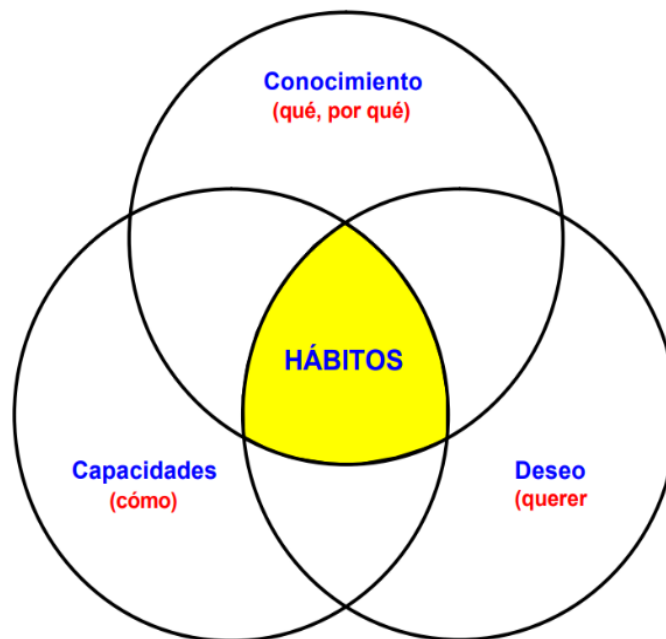 Conocimiento
(qué, por qué)
HÁBITOS
Capacidades
(cómo)
Deseo
(querer